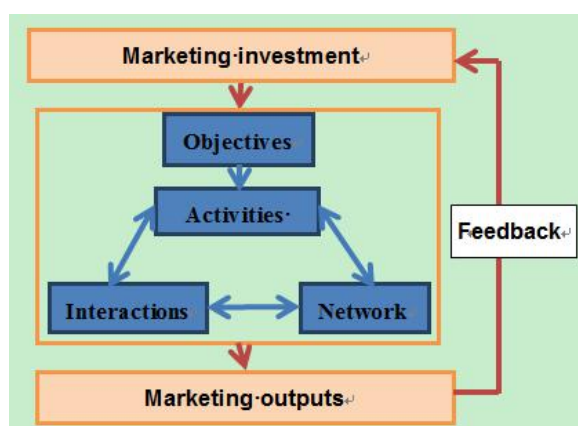 Marketing·investment↵
Objectives
Activities·
Interactions
Network
Feedback↵
Marketing·outputs↵